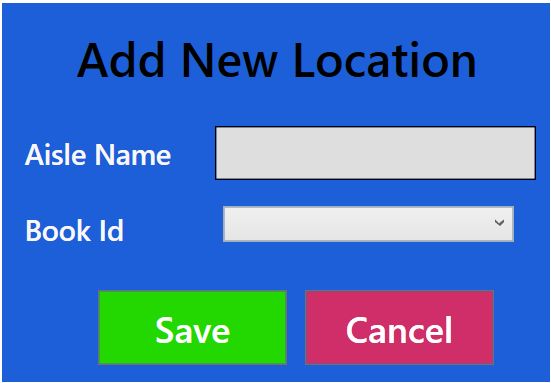 Add New Location
Aisle Name
Book Id
Save
Cancel